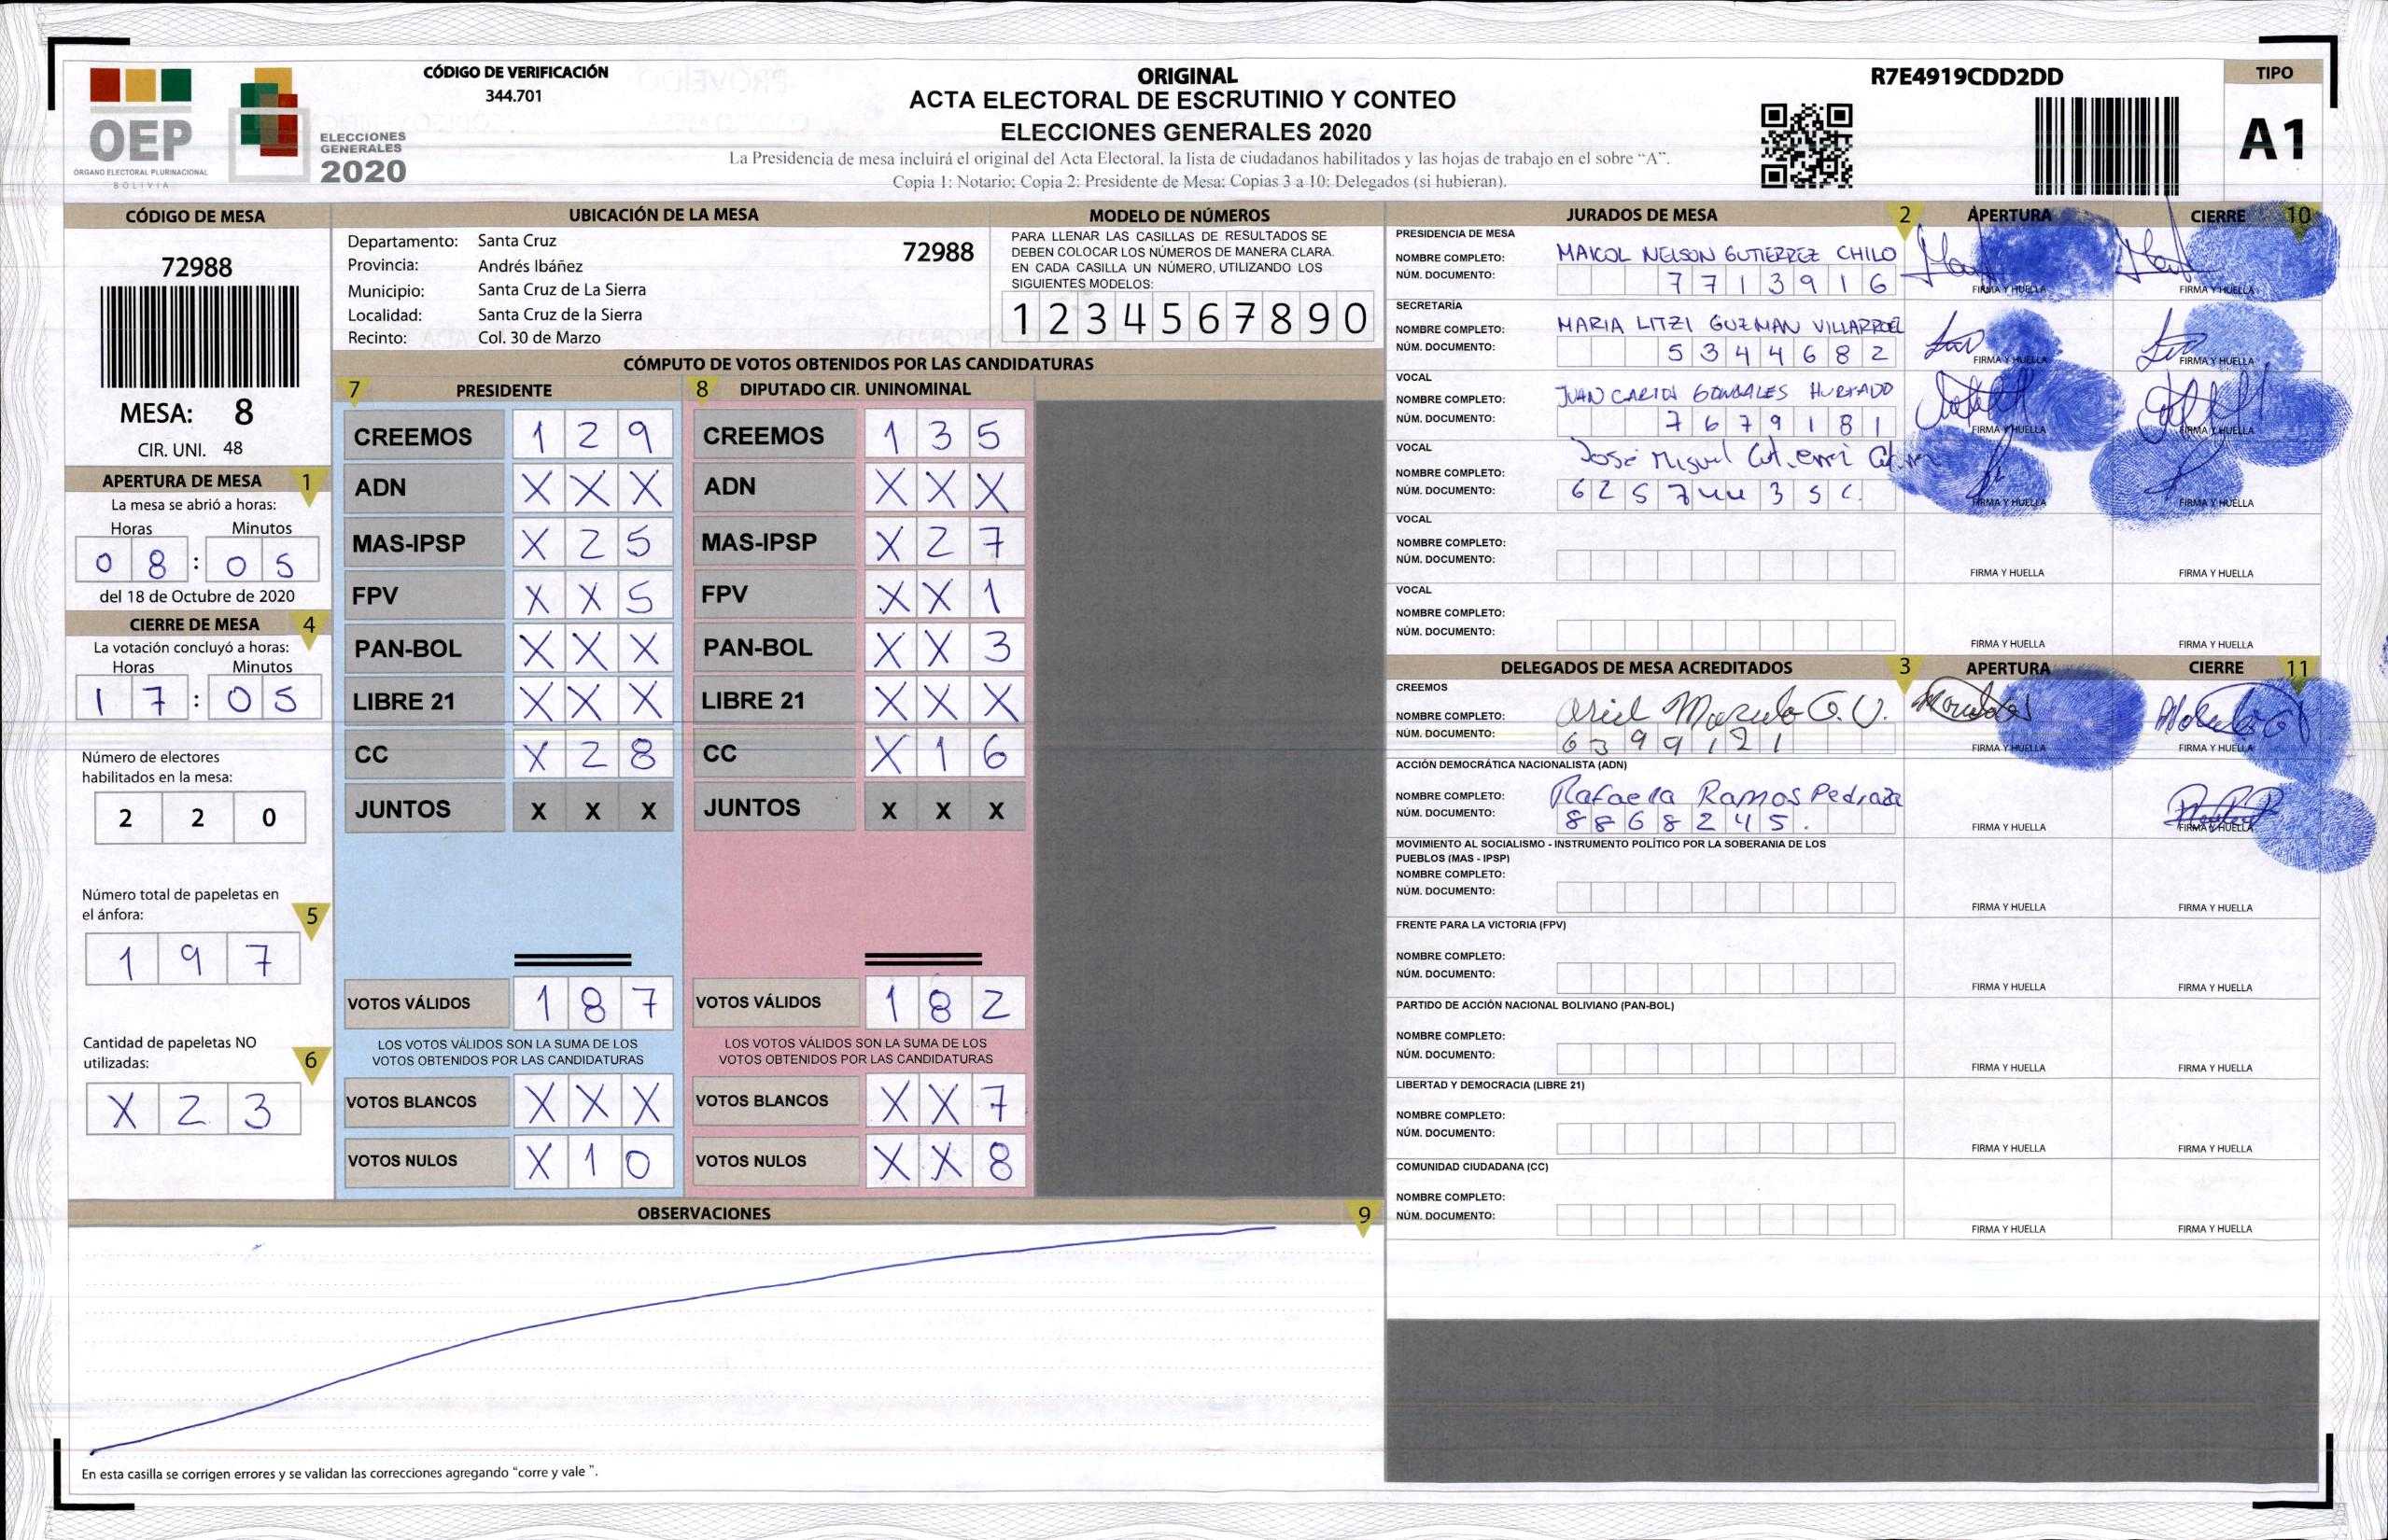 CÓDIGO DE VERIFICACIÓN
344.701
ORIGINAL
ACTA ELECTORAL DE ESCRUTINIO Y CONTEO
ELECCIONES GENERALES 2020
La Presidencia de mesa incluirá el original del Acta Electoral, la lista de ciudadanos habilitados y las hojas de trabajo en el sobre “A”.
Copia 1: Notario; Copia 2: Presidente de Mesa; Copias 3 a 10: Delegados (si hubieran).
R7E4919CDD2DD
TIPO
A1
OEP
ÓRGANO ELECTORAL PLURINACIONAL
BOLIVIA
ELECCIONES
GENERALES
2020
CÓDIGO DE MESA
72988
MESA: 8
CIR. UNI. 48
APERTURA DE MESA 1
La mesa se abrió a horas:
Horas Minutos
0 8 : 0 5
del 18 de Octubre de 2020
CIERRE DE MESA 4
La votación concluyó a horas:
Horas Minutos
1 7 : 0 5
Número de electores
habilitados en la mesa:
2 2 0
Número total de papeletas en
el ánfora: 5
1 9 7
Cantidad de papeletas NO
utilizadas: 6
X 2 3
UBICACIÓN DE LA MESA
Departamento: Santa Cruz 72988
Provincia: Andrés Ibáñez
Municipio: Santa Cruz de La Sierra
Localidad: Santa Cruz de la Sierra
Recinto: Col. 30 de Marzo
MODELO DE NÚMEROS
PARA LLENAR LAS CASILLAS DE RESULTADOS SE
DEBEN COLOCAR LOS NÚMEROS DE MANERA CLARA.
EN CADA CASILLA UN NÚMERO, UTILIZANDO LOS
SIGUIENTES MODELOS:
1 2 3 4 5 6 7 8 9 0
CÓMPUTO DE VOTOS OBTENIDOS POR LAS CANDIDATURAS
7 PRESIDENTE
CREEMOS 1 2 9
ADN X X X
MAS-IPSP X 2 5
FPV X X 5
PAN-BOL X X X
LIBRE 21 X X X
CC X 2 8
JUNTOS X X X
VOTOS VÁLIDOS 1 8 7
LOS VOTOS VÁLIDOS SON LA SUMA DE LOS
VOTOS OBTENIDOS POR LAS CANDIDATURAS
VOTOS BLANCOS X X X
VOTOS NULOS X 1 0
8 DIPUTADO CIR. UNINOMINAL
CREEMOS 1 3 5
ADN X X X
MAS-IPSP X 2 7
FPV X X 1
PAN-BOL X X 3
LIBRE 21 X X X
CC X 1 6
JUNTOS X X X
VOTOS VÁLIDOS 1 8 2
LOS VOTOS VÁLIDOS SON LA SUMA DE LOS
VOTOS OBTENIDOS POR LAS CANDIDATURAS
VOTOS BLANCOS X X 7
VOTOS NULOS X X 8
OBSERVACIONES 9
En esta casilla se corrigen errores y se validan las correcciones agregando “corre y vale ”.
JURADOS DE MESA 2 APERTURA CIERRE 10
PRESIDENCIA DE MESA
NOMBRE COMPLETO: MAICOL NELSON GUTIERREZ CHILO
NÚM. DOCUMENTO: 7 7 1 3 9 1 6
FIRMA Y HUELLA FIRMA Y HUELLA
SECRETARÍA
NOMBRE COMPLETO: MARIA LITZI GUZMAN VILLARROEL
NÚM. DOCUMENTO: 5 3 4 4 6 8 2
FIRMA Y HUELLA FIRMA Y HUELLA
VOCAL
NOMBRE COMPLETO: JUAN CARLOS GONZALES HURTADO
NÚM. DOCUMENTO: 7 6 7 9 1 8 1
FIRMA Y HUELLA FIRMA Y HUELLA
VOCAL
José Miguel
NOMBRE COMPLETO:
NÚM. DOCUMENTO: 6 2 5 7 4 4 3 S C.
FIRMA Y HUELLA FIRMA Y HUELLA
VOCAL
NOMBRE COMPLETO:
NÚM. DOCUMENTO:
FIRMA Y HUELLA FIRMA Y HUELLA
VOCAL
NOMBRE COMPLETO:
NÚM. DOCUMENTO:
FIRMA Y HUELLA FIRMA Y HUELLA
DELEGADOS DE MESA ACREDITADOS 3 APERTURA CIERRE 11
CREEMOS
NOMBRE COMPLETO: Ariel
NÚM. DOCUMENTO: 6 3 9 9 1 2 1
FIRMA Y HUELLA FIRMA Y HUELLA
ACCIÓN DEMOCRÁTICA NACIONALISTA (ADN)
NOMBRE COMPLETO: Rafaela Ramos Pedraza
NÚM. DOCUMENTO: 8 8 6 8 2 4 5 .
FIRMA Y HUELLA FIRMA Y HUELLA
MOVIMIENTO AL SOCIALISMO - INSTRUMENTO POLÍTICO POR LA SOBERANIA DE LOS
PUEBLOS (MAS - IPSP)
NOMBRE COMPLETO:
NÚM. DOCUMENTO:
FIRMA Y HUELLA FIRMA Y HUELLA
FRENTE PARA LA VICTORIA (FPV)
NOMBRE COMPLETO:
NÚM. DOCUMENTO:
FIRMA Y HUELLA FIRMA Y HUELLA
PARTIDO DE ACCIÓN NACIONAL BOLIVIANO (PAN-BOL)
NOMBRE COMPLETO:
NÚM. DOCUMENTO:
FIRMA Y HUELLA FIRMA Y HUELLA
LIBERTAD Y DEMOCRACIA (LIBRE 21)
NOMBRE COMPLETO:
NÚM. DOCUMENTO:
FIRMA Y HUELLA FIRMA Y HUELLA
COMUNIDAD CIUDADANA (CC)
NOMBRE COMPLETO:
NÚM. DOCUMENTO:
FIRMA Y HUELLA FIRMA Y HUELLA